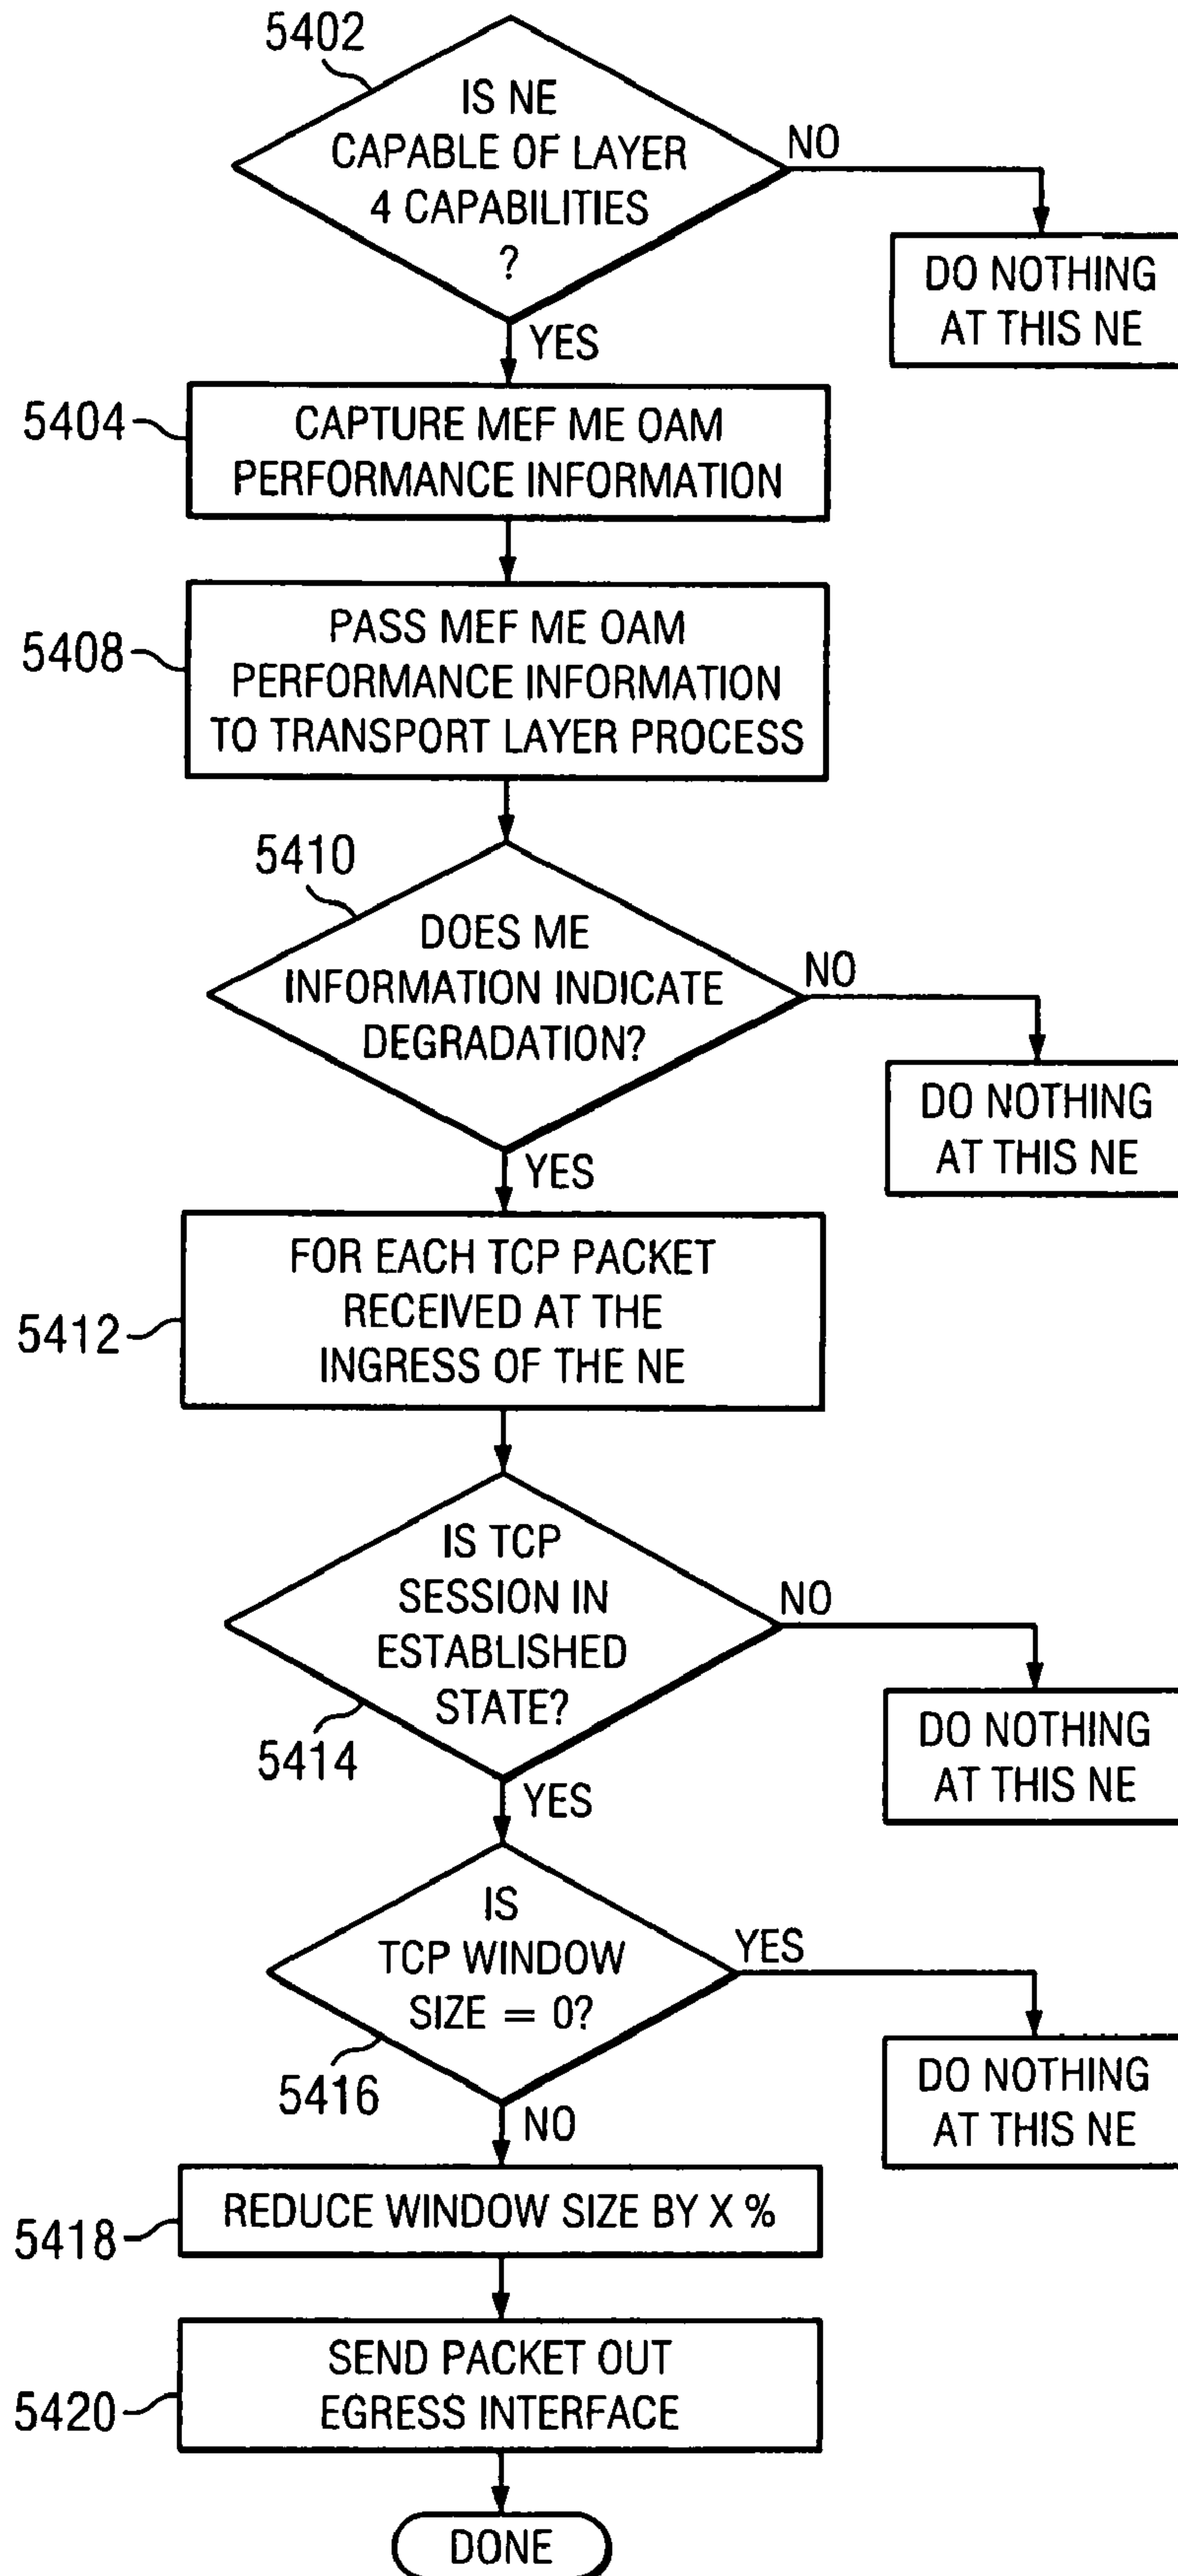 5402
IS NE
CAPABLE OF LAYER
4 CAPABILITIES
?
NO
DO NOTHING
AT THIS NE
YES
5404
CAPTURE MEF ME OAM
PERFORMANCE INFORMATION
5408
PASS MEF ME OAM
PERFORMANCE INFORMATION
TO TRANSPORT LAYER PROCESS
5410
DOES ME
INFORMATION INDICATE
DEGRADATION?
NO
DO NOTHING
AT THIS NE
YES
5412
FOR EACH TCP PACKET
RECEIVED AT THE
INGRESS OF THE NE
IS TCP
SESSION IN
ESTABLISHED
STATE?
5414
NO
DO NOTHING
AT THIS NE
YES
IS
TCP WINDOW
SIZE = 0?
5416
YES
DO NOTHING
AT THIS NE
NO
5418
REDUCE WINDOW SIZE BY X %
5420
SEND PACKET OUT
EGRESS INTERFACE
DONE